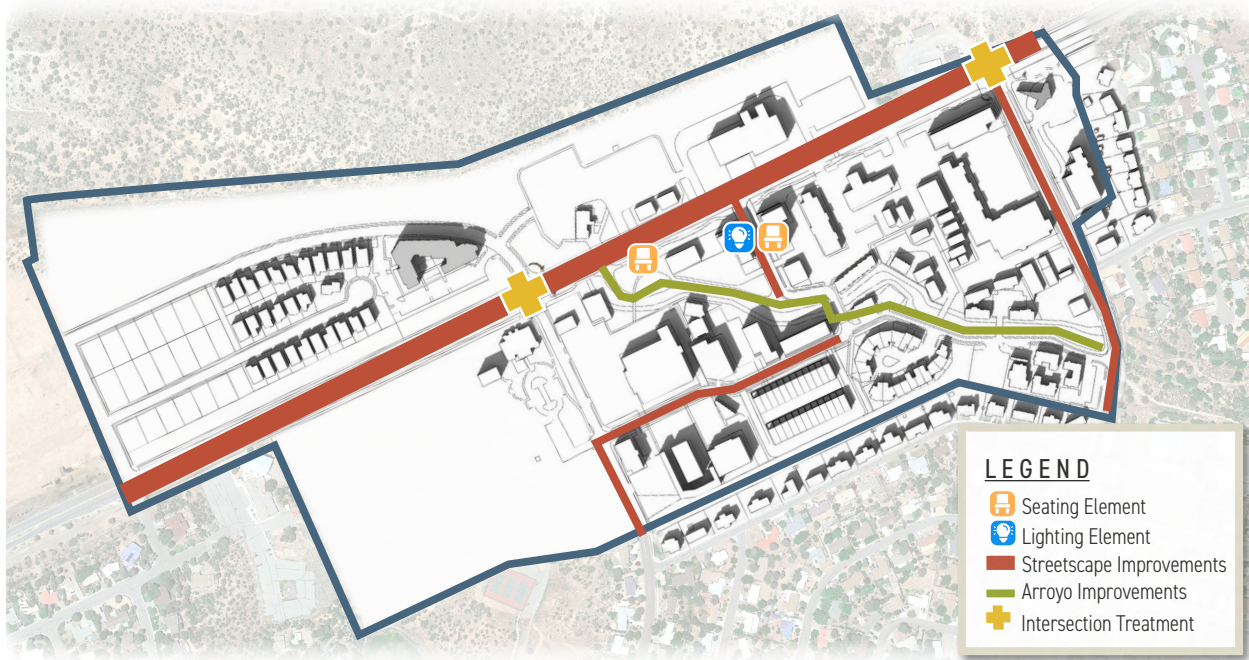 LEGEND
Seating Element
Lighting Element
Streetscape Improvements
Arroyo Improvements
Intersection Treatment